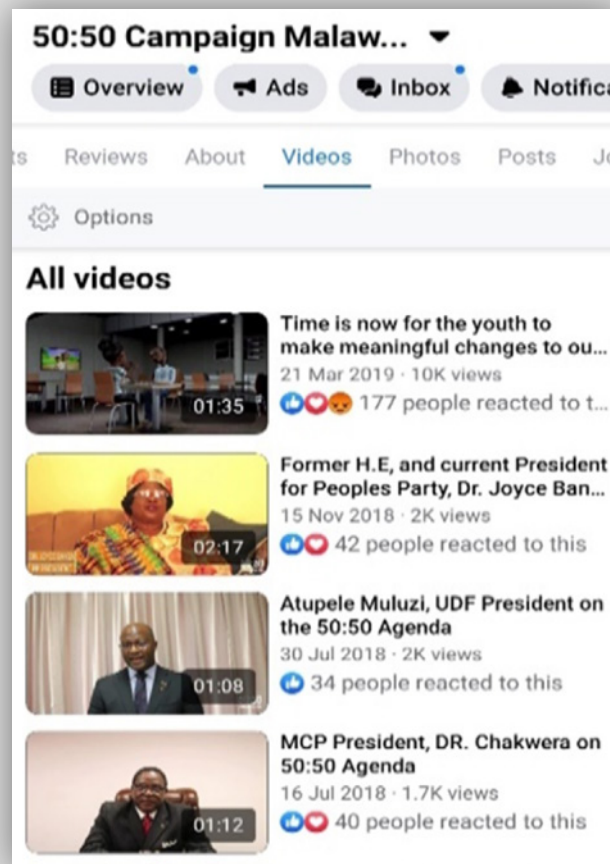 50:50 Campaign Malaw...
Overview Ads Inbox Notifica
ts Reviews About Videos Photos Posts Jo
Options
All videos
Time is now for the youth to
make meaningful changes to ou...
21 Mar 2019 · 10K views
01:35
177 people reacted to t...
Former H.E, and current President
for Peoples Party, Dr. Joyce Ban...
15 Nov 2018 · 2K views
02:17
42 people reacted to this
Atupele Muluzi, UDF President on
the 50:50 Agenda
30 Jul 2018 · 2K views
01:08
34 people reacted to this
MCP President, DR. Chakwera on
50:50 Agenda
16 Jul 2018 · 1.7K views
01:12
40 people reacted to this